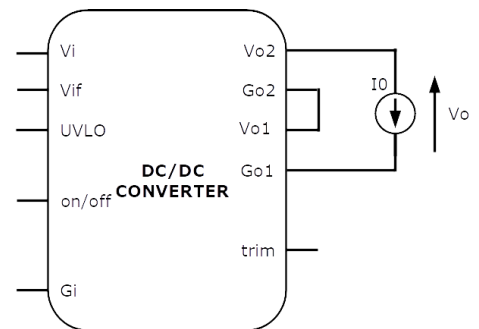 Vi
Vif
UVLO
on/off
Gi
DC/DC
CONVERTER
Vo2
Go2
Vo1
Go1
trim
I0
Vo